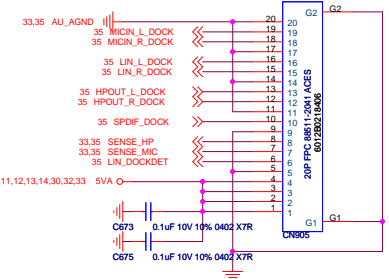 G2 G2
33,35 AU_AGND 20 20
35 MICIN_L_DOCK 19 19
35 MICIN_R_DOCK 18 18
17 17
35 LIN_L_DOCK 16 16
35 LIN_R_DOCK 15 15
14 14
35 HPOUT_L_DOCK 13 13
35 HPOUT_R_DOCK 12 12
11 11
35 SPDIF_DOCK 10 10
9 9
33,35 SENSE_HP 8 8
33,35 SENSE_MIC 7 7
35 LIN_DOCKDET 6 6
5 5
11,12,13,14,30,32,33 5VA 4 4
3 3
2 2
1 1
G1 G1
20P FPC 88511-2041 ACES
6012B0218406
CN905
C673 0.1uF 10V 10% 0402 X7R
C675 0.1uF 10V 10% 0402 X7R